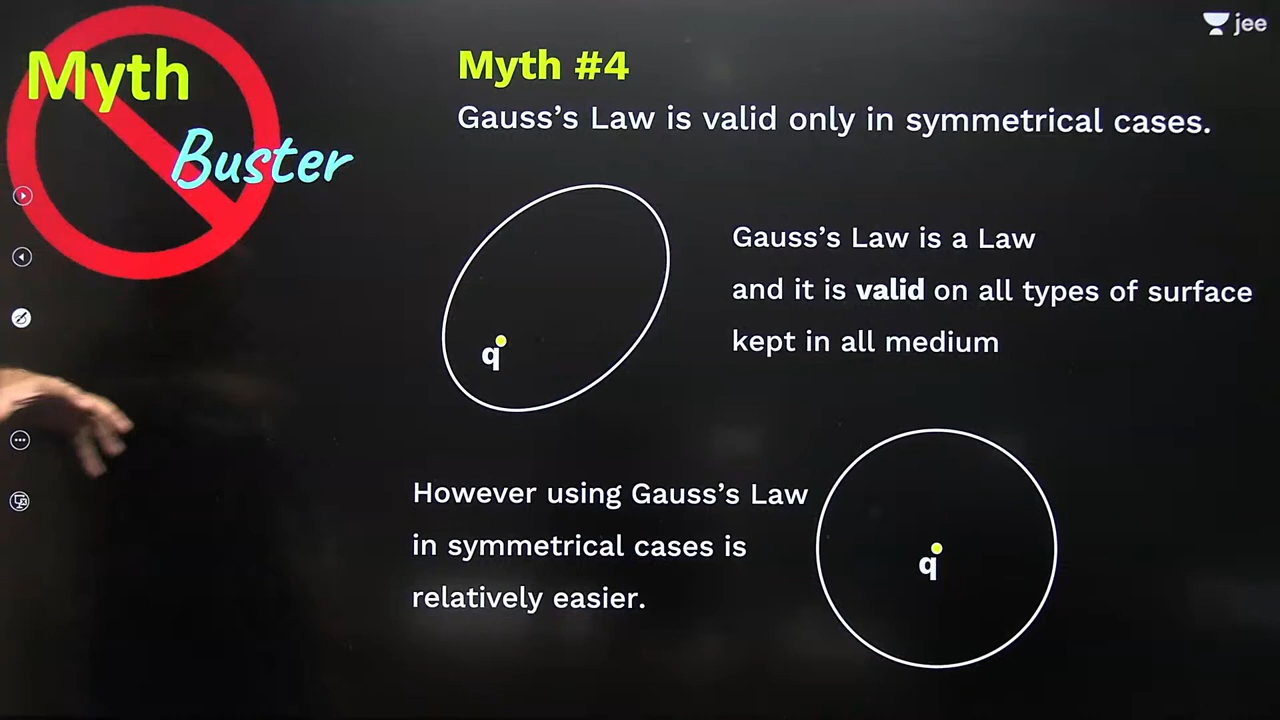 Myth
Buster
jee
Myth #4
Gauss's Law is valid only in symmetrical cases.
Gauss's Law is a Law
and it is valid on all types of surface
kept in all medium
q
However using Gauss's Law
in symmetrical cases is
relatively easier.
q